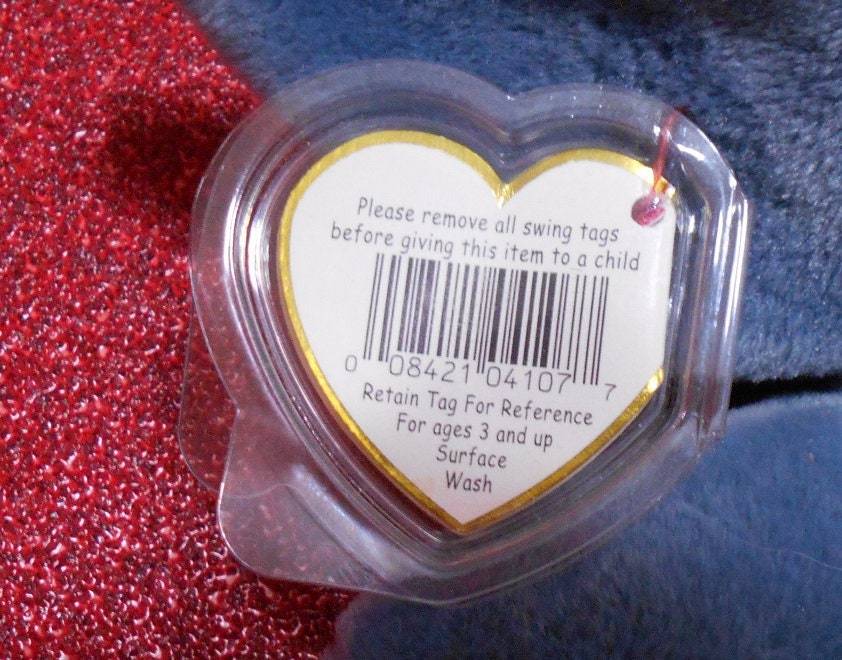 Please remove all swing tags
before giving this item to a child
0 08421 04107 7
Retain Tag For Reference
For ages 3 and up
Surface
Wash